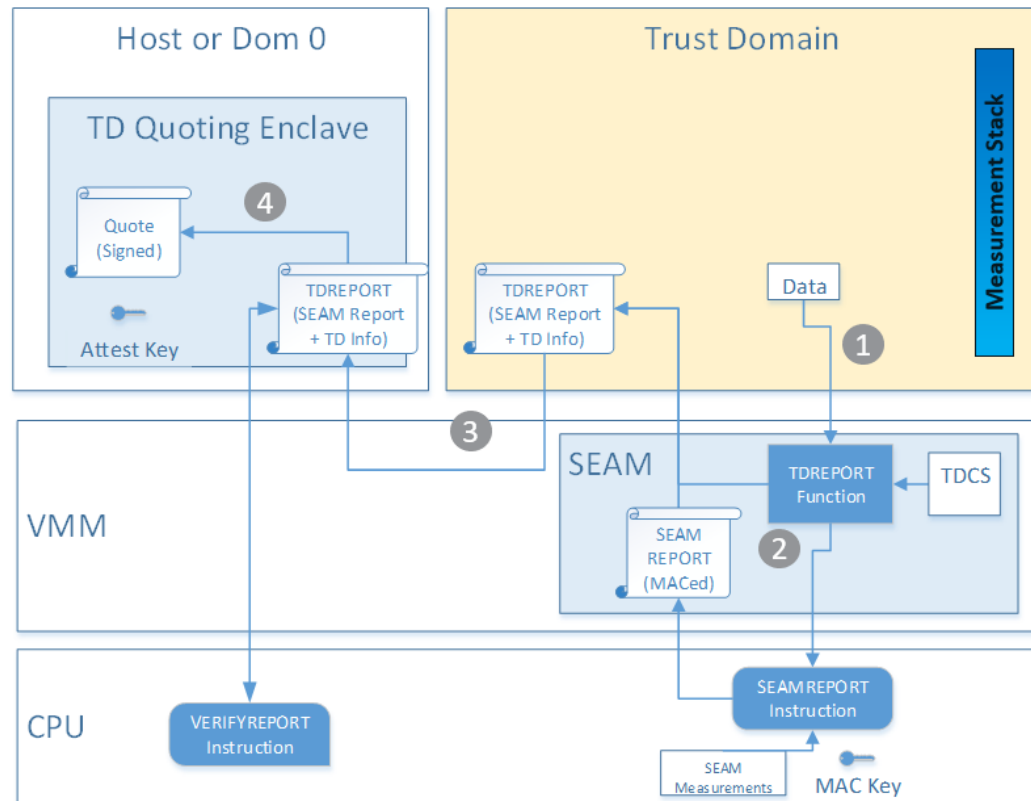 Host or Dom 0
TD Quoting Enclave
4
Quote
(Signed)
TDREPORT
(SEAM Report
+ TD Info)
Attest Key
Trust Domain
Measurement Stack
TDREPORT
(SEAM Report
+ TD Info)
Data
1
3
VMM
SEAM
TDREPORT
Function
TDCS
2
SEAM
REPORT
(MACed)
CPU
VERIFYREPORT
Instruction
SEAMREPORT
Instruction
SEAM
Measurements
MAC Key